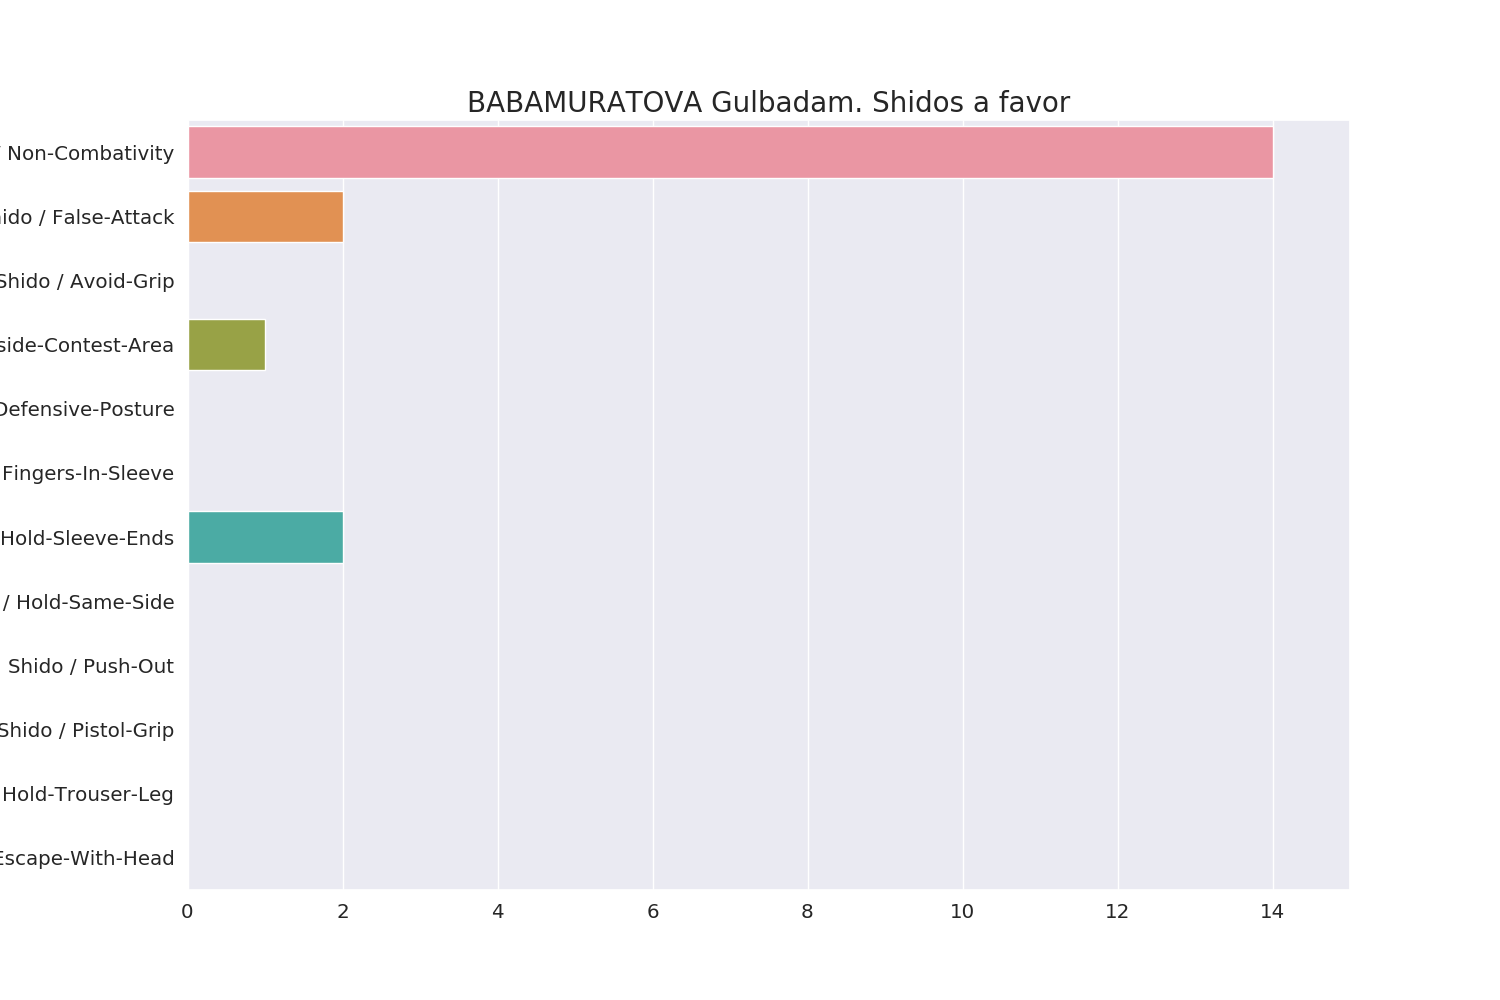 BABAMURATOVA Gulbadam. Shidos a favor
/ Non-Combativity
/ False-Attack
Shido / Avoid-Grip
-Contest-Area
Defensive-Posture
Fingers-In-Sleeve
Hold-Sleeve-Ends
/ Hold-Same-Side
Shido / Push-Out
Shido / Pistol-Grip
Hold-Trouser-Leg
Escape-With-Head
0 2 4 6 8 10 12 14